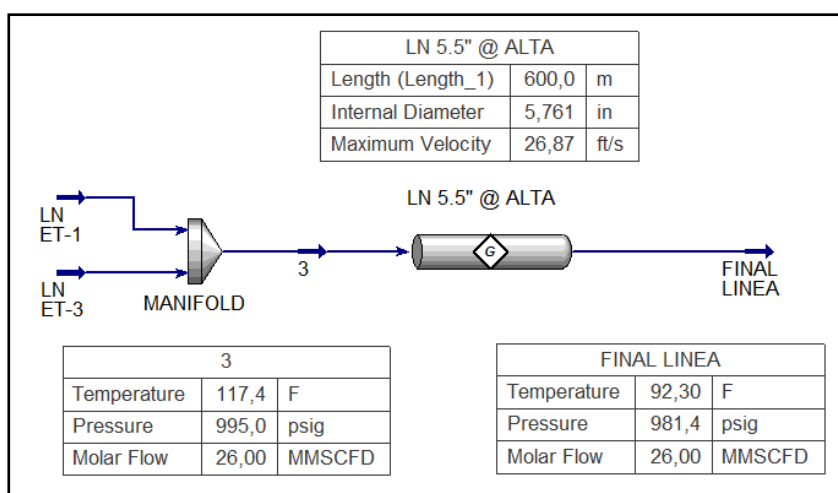 LN 5.5" @ ALTA
Length (Length_1) 600,0 m
Internal Diameter 5,761 in
Maximum Velocity 26,87 ft/s
LN 5.5" @ ALTA
G
LN
ET-1
3
FINAL
LINEA
LN
ET-3
MANIFOLD
3
Temperature 117,4 F
Pressure 995,0 psig
Molar Flow 26,00 MMSCFD
FINAL LINEA
Temperature 92,30 F
Pressure 981,4 psig
Molar Flow 26,00 MMSCFD